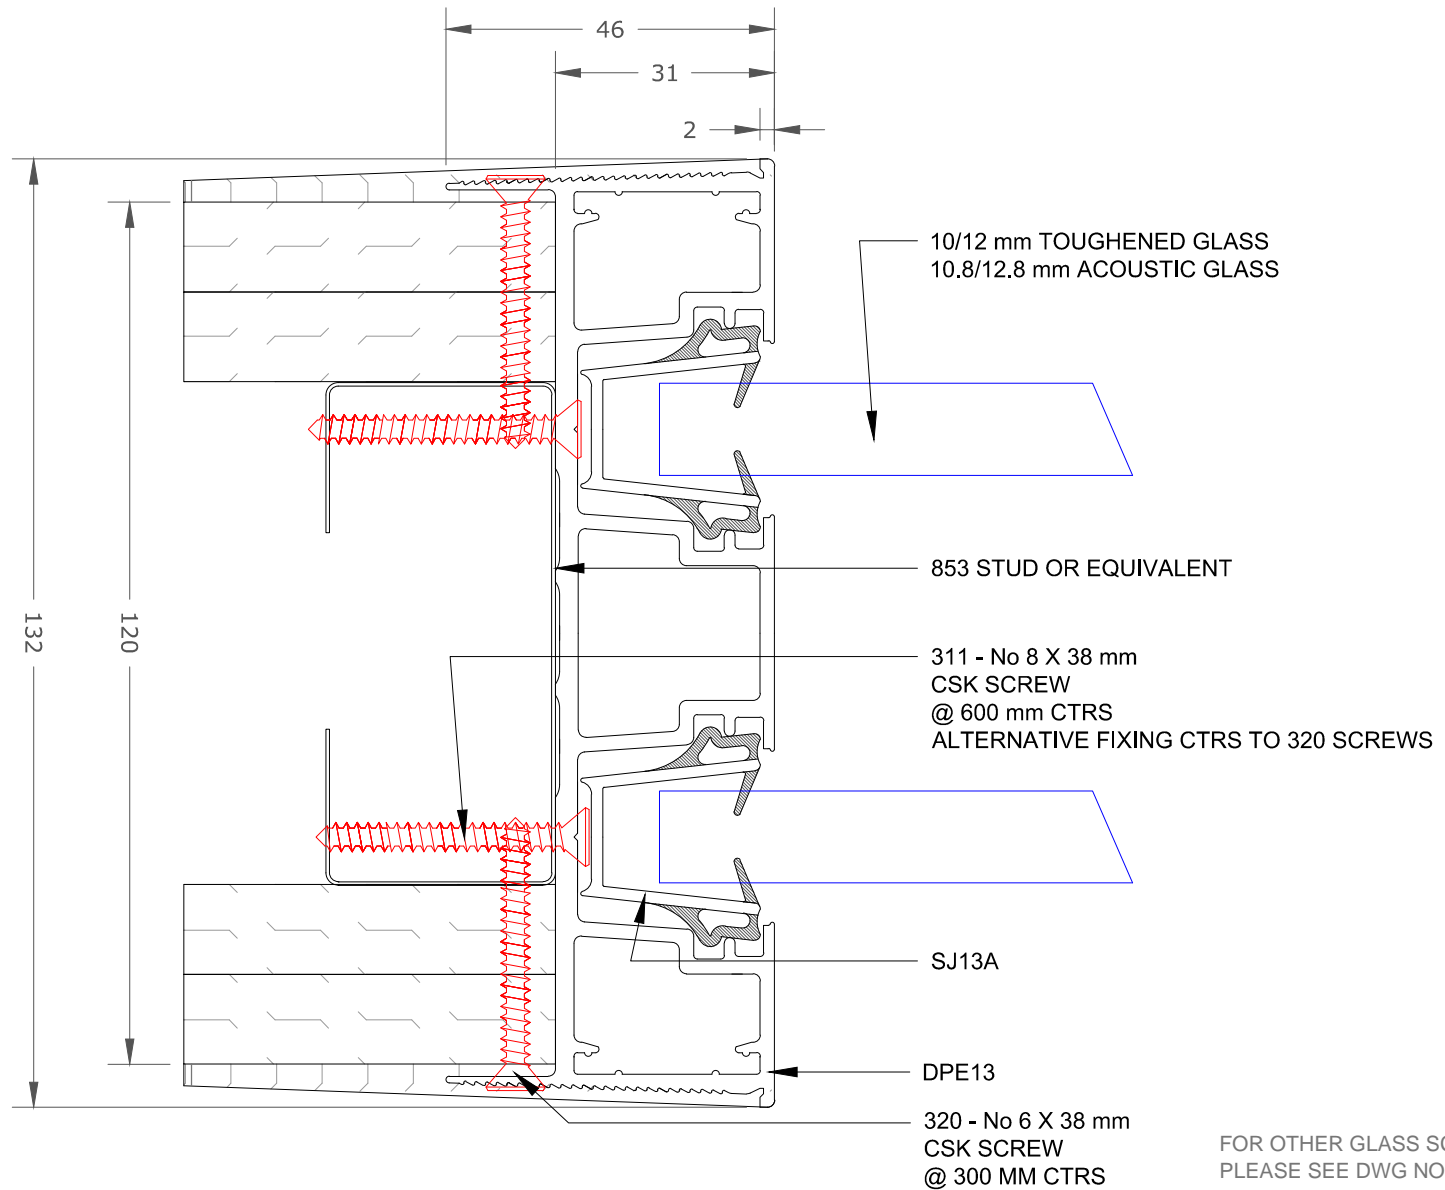 46
31
2
10/12 mm TOUGHENED GLASS
10.8/12.8 mm ACOUSTIC GLASS
853 STUD OR EQUIVALENT
132
120
311 - No 8 X 38 mm
CSK SCREW
@ 600 mm CTRS
ALTERNATIVE FIXING CTRS TO 320 SCREWS
SJ13A
DPE13
320 - No 6 X 38 mm
CSK SCREW
@ 300 MM CTRS
FOR OTHER GLASS
PLEASE SEE DWG NO